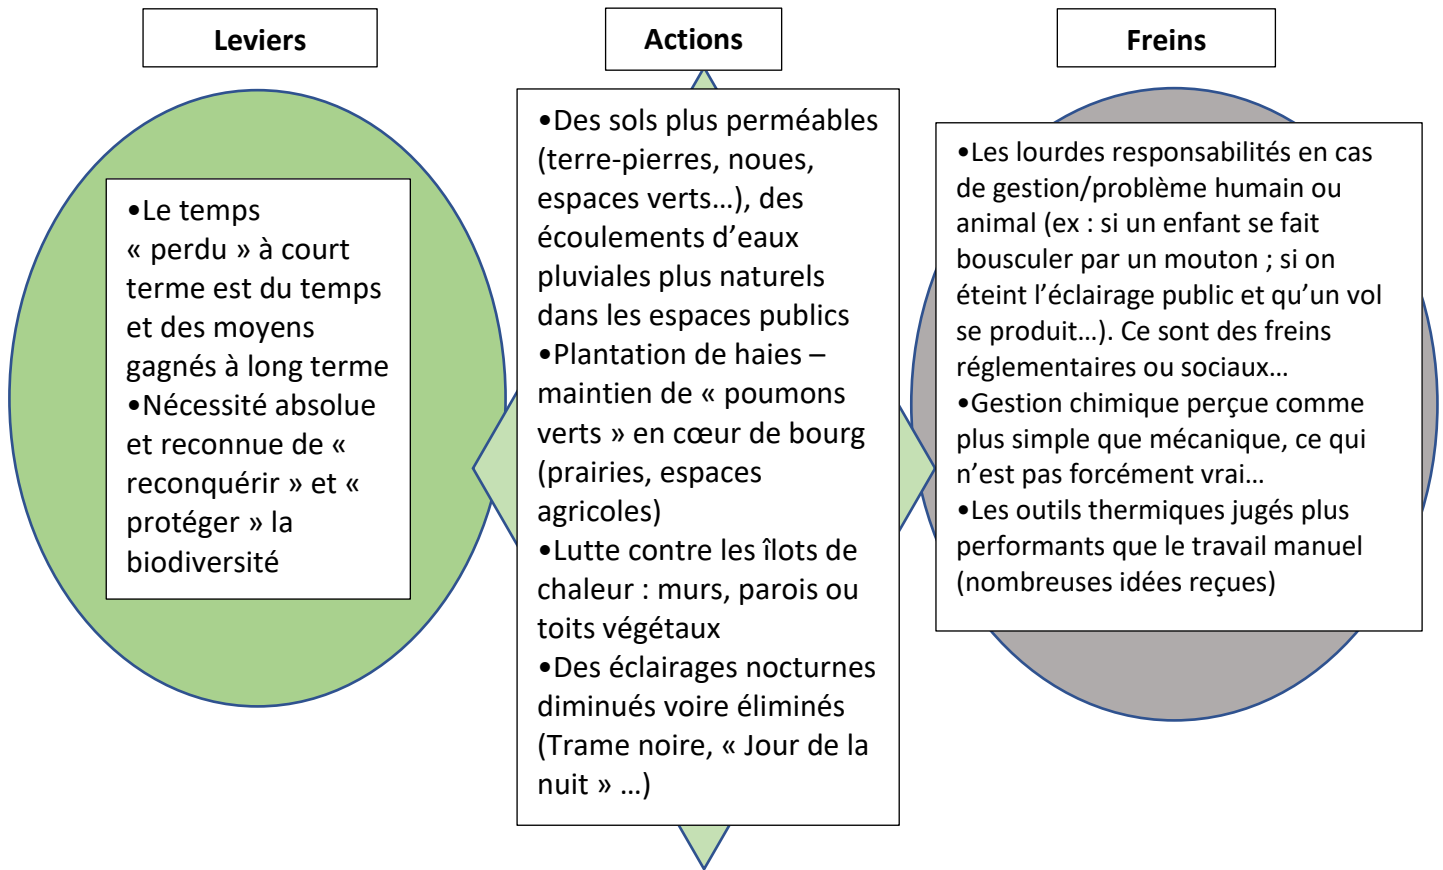 Leviers
•Le temps
« perdu » à court
terme est du temps
et des moyens
gagnés à long terme
•Nécessité absolue
et reconnue de «
reconquérir » et «
protéger » la
biodiversité
Actions
•Des sols plus perméables
(terre-pierres, noues,
espaces verts…), des
écoulements d’eaux
pluviales plus naturels
dans les espaces publics
•Plantation de haies –
maintien de « poumons
verts » en cœur de bourg
(prairies, espaces
agricoles)
•Lutte contre les îlots de
chaleur : murs, parois ou
toits végétaux
•Des éclairages nocturnes
diminués voire éliminés
(Trame noire, « Jour de la
nuit » …)
Freins
•Les lourdes responsabilités en cas
de gestion/problème humain ou
animal (ex : si un enfant se fait
bousculer par un mouton ; si on
éteint l’éclairage public et qu’un vol
se produit…). Ce sont des freins
réglementaires ou sociaux…
•Gestion chimique perçue comme
plus simple que mécanique, ce qui
n’est pas forcément vrai…
•Les outils thermiques jugés plus
performants que le travail manuel
(nombreuses idées reçues)